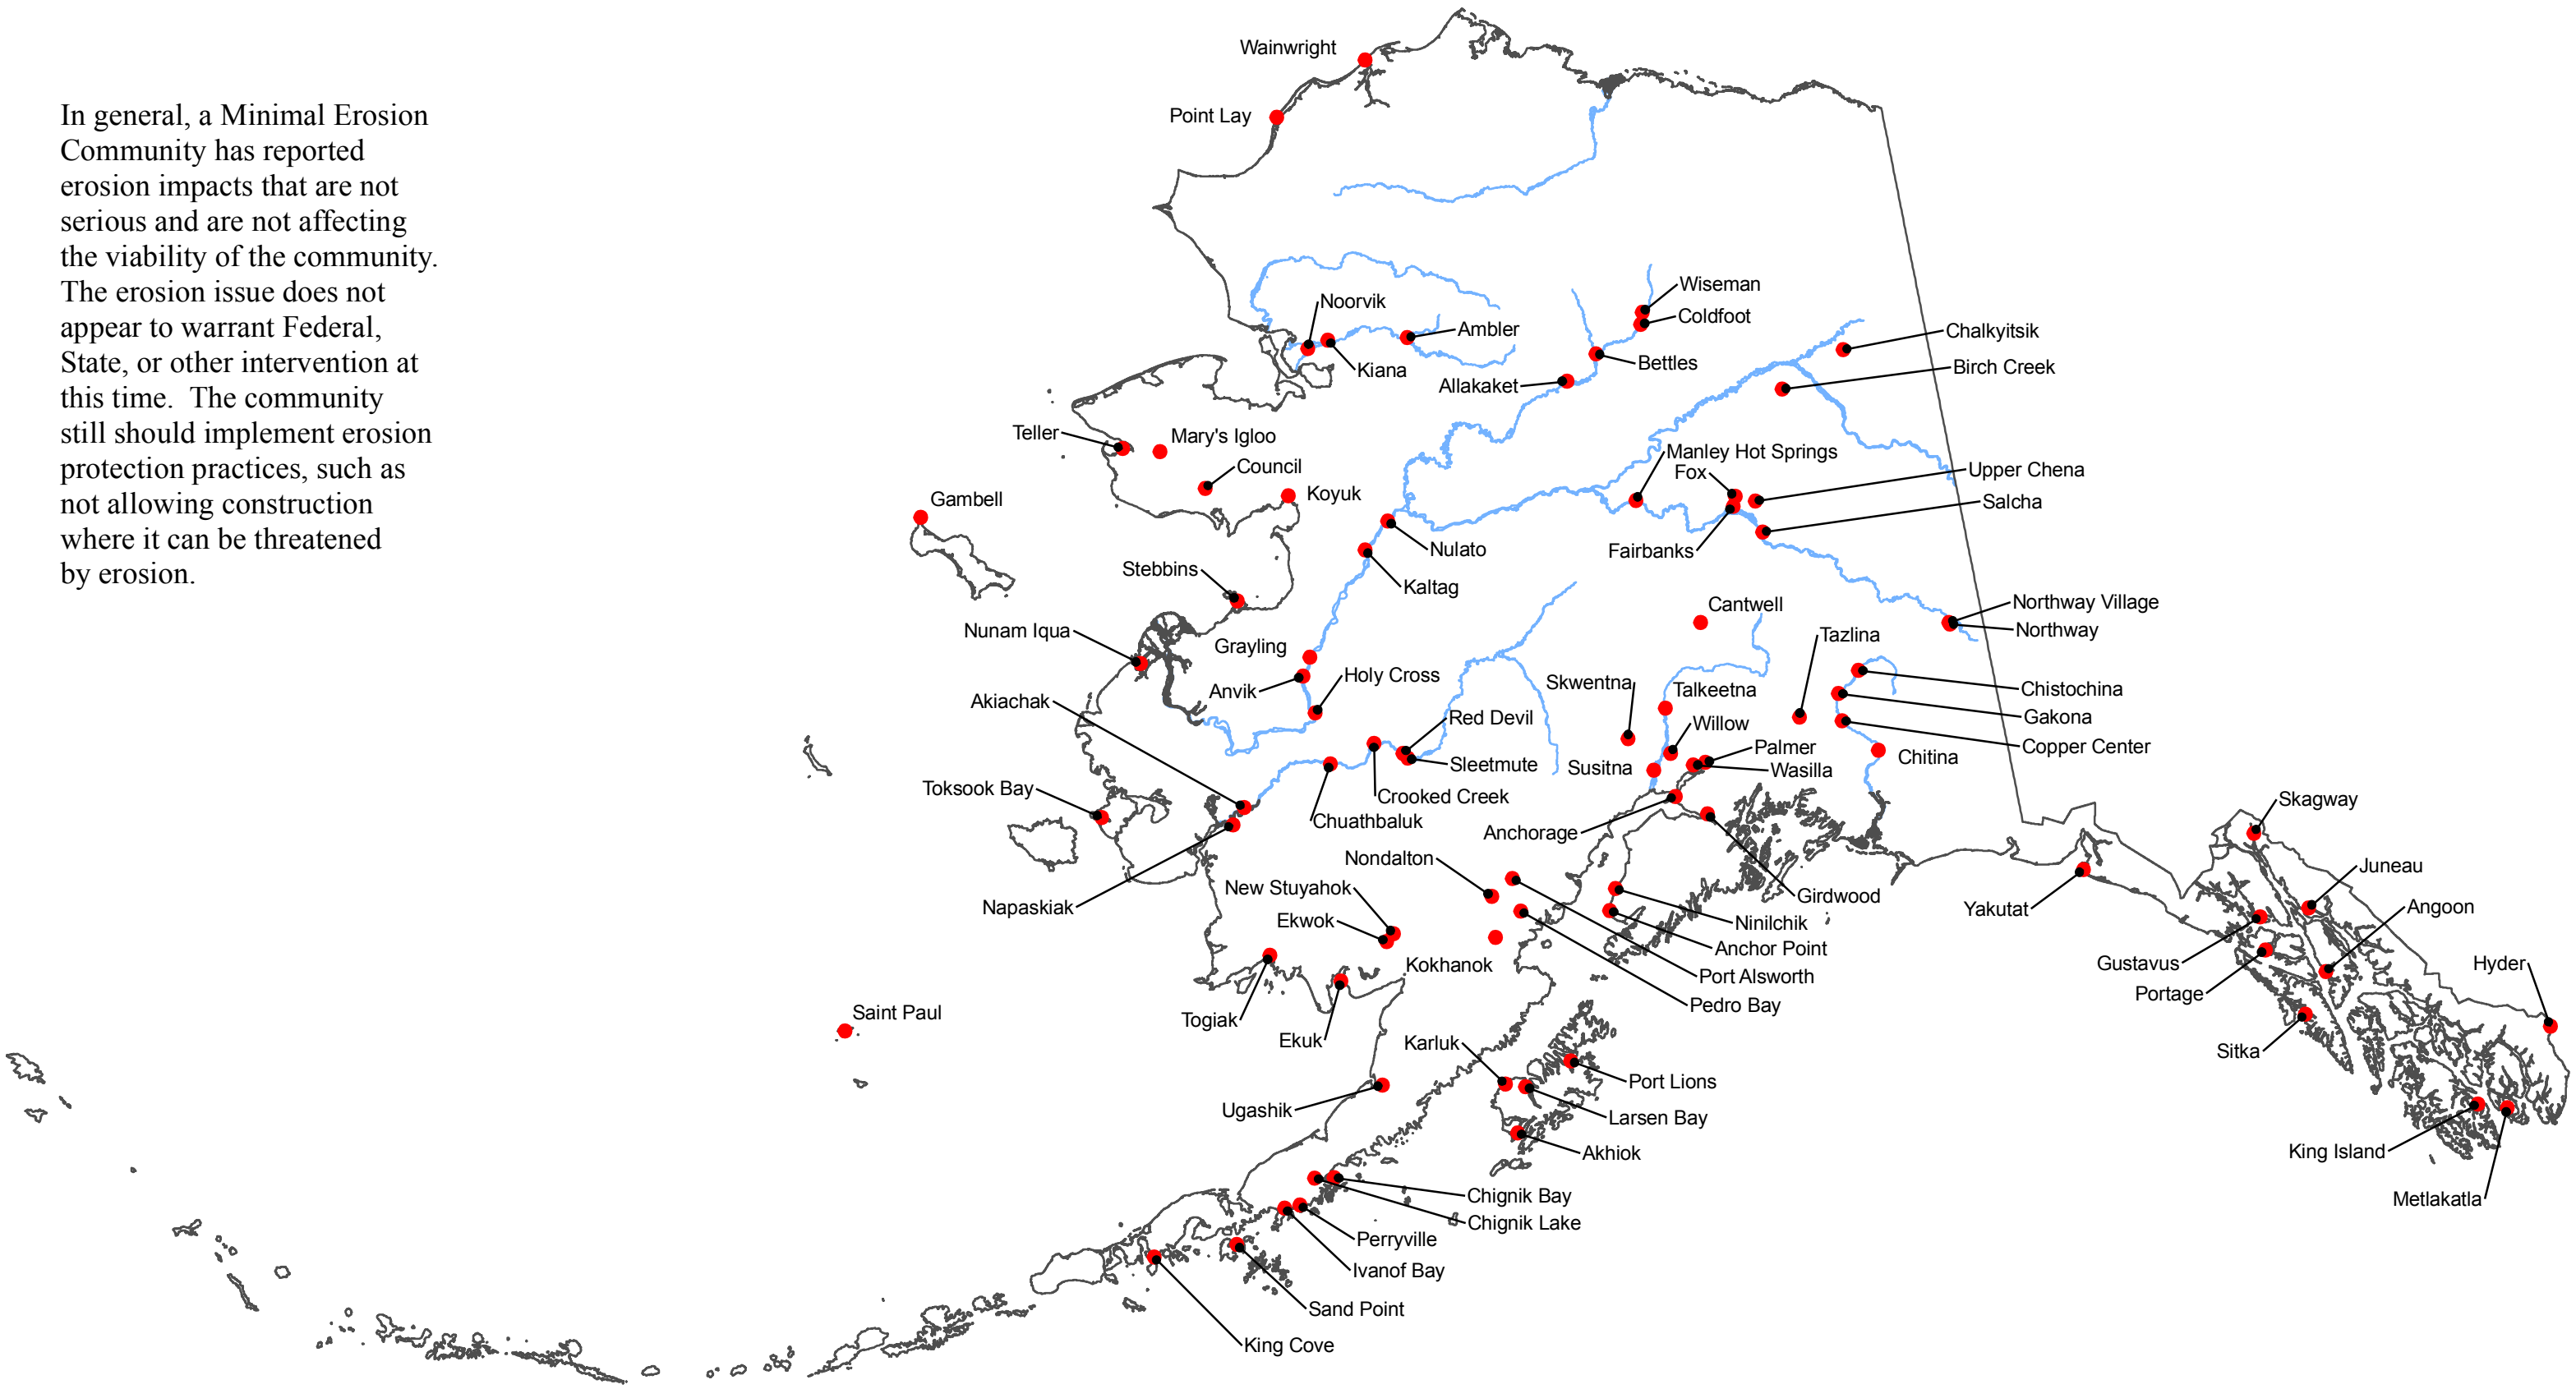 In general, a Minimal Erosion
Community has reported
erosion impacts that are not
serious and are not affecting
the viability of the community.
The erosion issue does not
appear to warrant Federal,
State, or other intervention at
this time.  The community
still should implement erosion
protection practices, such as
not allowing construction
where it can be threatened
by erosion.
Wainwright
Point Lay
Wiseman
Noorvik
Coldfoot
Ambler
Chalkyitsik
Bettles
Birch Creek
Kiana
Allakaket
Teller
Mary's Igloo
Manley Hot Springs
Council
Fox
Upper Chena
Koyuk
Gambell
Salcha
Nulato
Fairbanks
Stebbins
Kaltag
Northway Village
Cantwell
Nunam Iqua
Northway
Tazlina
Grayling
Holy Cross
Skwentna
Chistochina
Talkeetna
Anvik
Akiachak
Red Devil
Gakona
Willow
Copper Center
Palmer
Chitina
Sleetmute
Susitna
Wasilla
Toksook Bay
Crooked Creek
Skagway
Chuathbaluk
Anchorage
Nondalton
Juneau
New Stuyahok
Girdwood
Napaskiak
Angoon
Yakutat
Ekwok
Ninilchik
Anchor Point
Kokhanok
Gustavus
Hyder
Port Alsworth
Portage
Pedro Bay
Saint Paul
Togiak
Ekuk
Karluk
Sitka
Port Lions
Ugashik
Larsen Bay
Akhiok
King Island
Chignik Bay
Metlakatla
Chignik Lake
Perryville
Ivanof Bay
Sand Point
King Cove